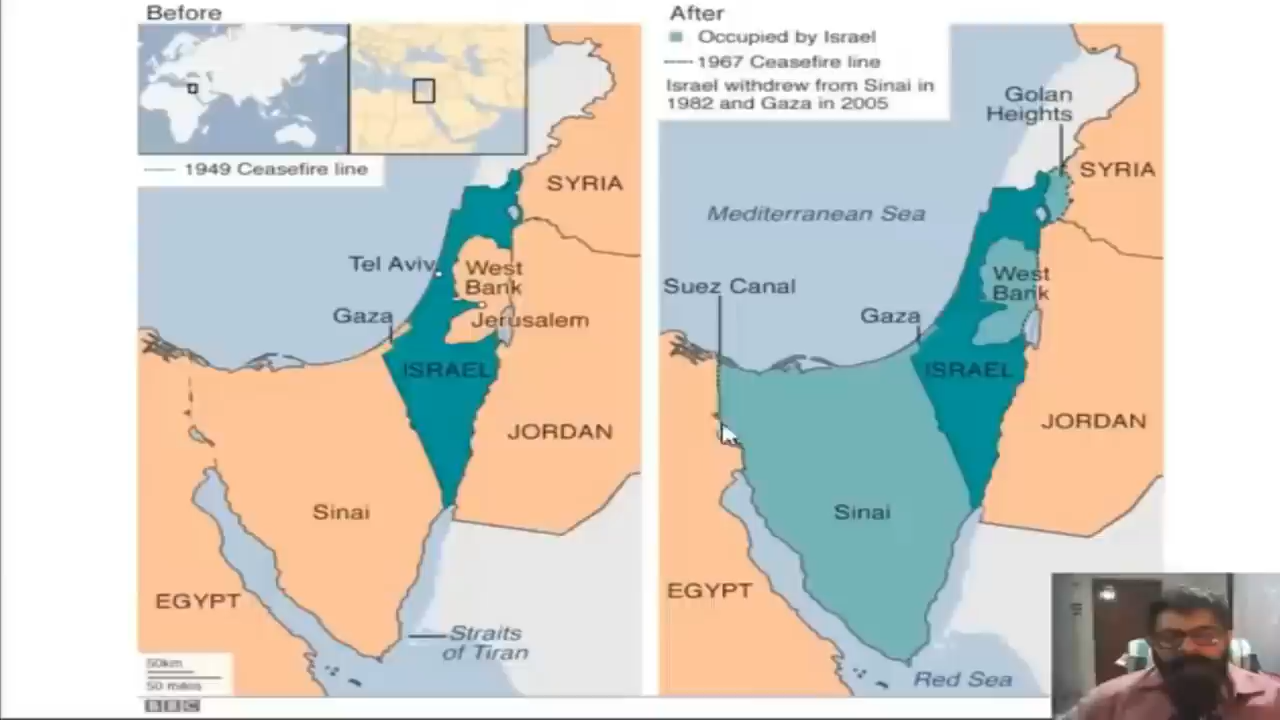 Before
1949 Ceasefire line
SYRIA
Tel Aviv
West
Bank
Gaza
Jerusalem
ISRAEL
JORDAN
Sinai
EGYPT
Straits
of Tiran
50km
50 miles
BBC
After
Occupied by Israel
1967 Ceasefire line
Israel withdrew from Sinai in
1982 and Gaza in 2005
Golan
Heights
SYRIA
Mediterranean Sea
West
Bank
Suez Canal
Gaza
ISRAEL
JORDAN
Sinai
EGYPT
Red Sea